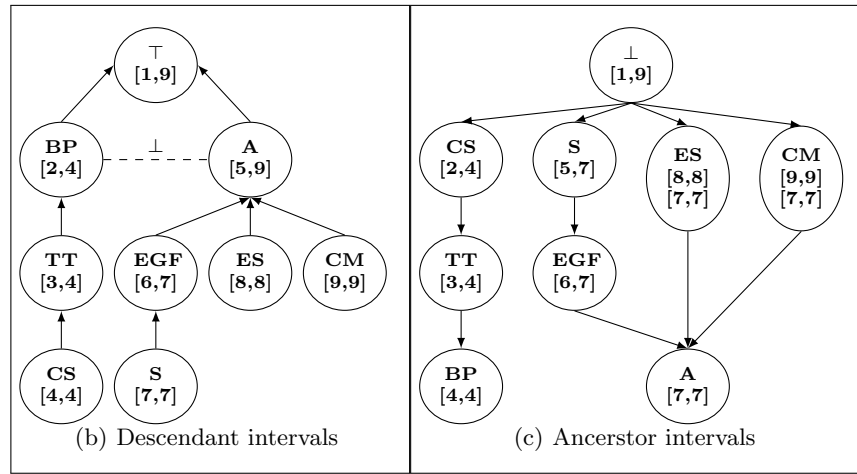 ⊤
[1,9]
BP
[2,4]
⊥
A
[5,9]
TT
[3,4]
EGF
[6,7]
ES
[8,8]
CM
[9,9]
CS
[4,4]
S
[7,7]
(b) Descendant intervals
⊥
[1,9]
CS
[2,4]
S
[5,7]
ES
[8,8]
[7,7]
CM
[9,9]
[7,7]
TT
[3,4]
EGF
[6,7]
BP
[4,4]
A
[7,7]
(c) Ancerstor intervals